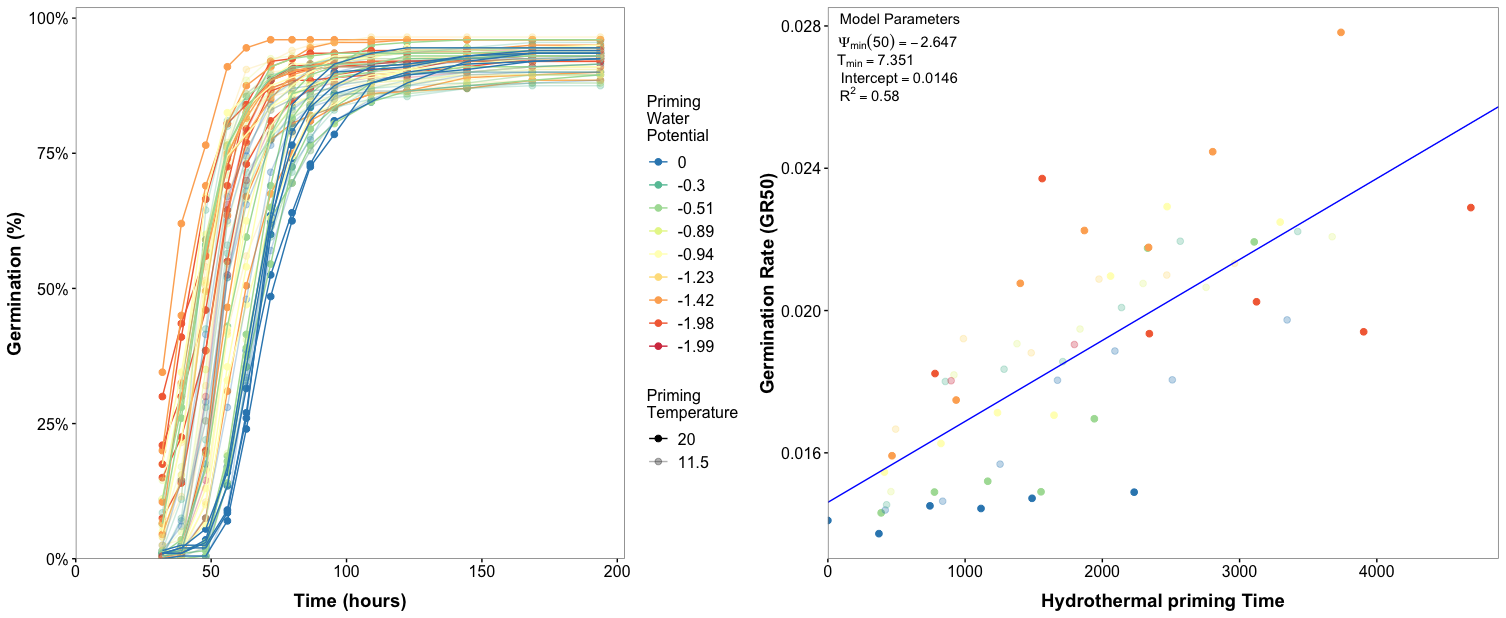 100%
75%
50%
25%
0%
0
50
100
150
200
Germination (%)
Time (hours)
Priming
Water
Potential
0
-0.3
-0.51
-0.89
-0.94
-1.23
-1.42
-1.98
-1.99
Priming
Temperature
20
11.5
Model Parameters
Ψmin(50) = −2.647
Tmin = 7.351
Intercept = 0.0146
R² = 0.58
0.028
0.024
0.020
0.016
0
1000
2000
3000
4000
Germination Rate (GR50)
Hydrothermal priming Time